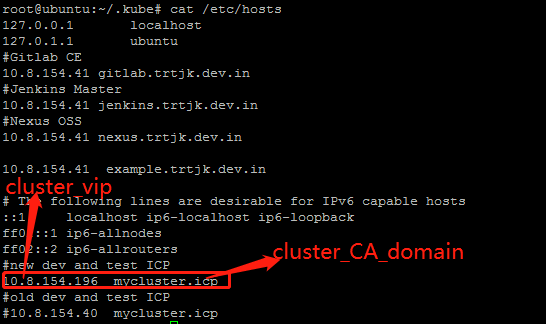 root@ubuntu:~/.kube# cat /etc/hosts
127.0.0.1       localhost
127.0.1.1       ubuntu
#Gitlab CE
10.8.154.41 gitlab.trtjk.dev.in
#Jenkins Master
10.8.154.41 jenkins.trtjk.dev.in
#Nexus OSS
10.8.154.41 nexus.trtjk.dev.in
10.8.154.41  example.trtjk.dev.in
cluster_vip
# The following lines are desirable for IPv6 capable hosts
::1     localhost ip6-localhost ip6-loopback
ff02::1 ip6-allnodes
ff02::2 ip6-allrouters
cluster_CA_domain
#new dev and test ICP
10.8.154.196  mycluster.icp
#old dev and test ICP
#10.8.154.40  mycluster.icp